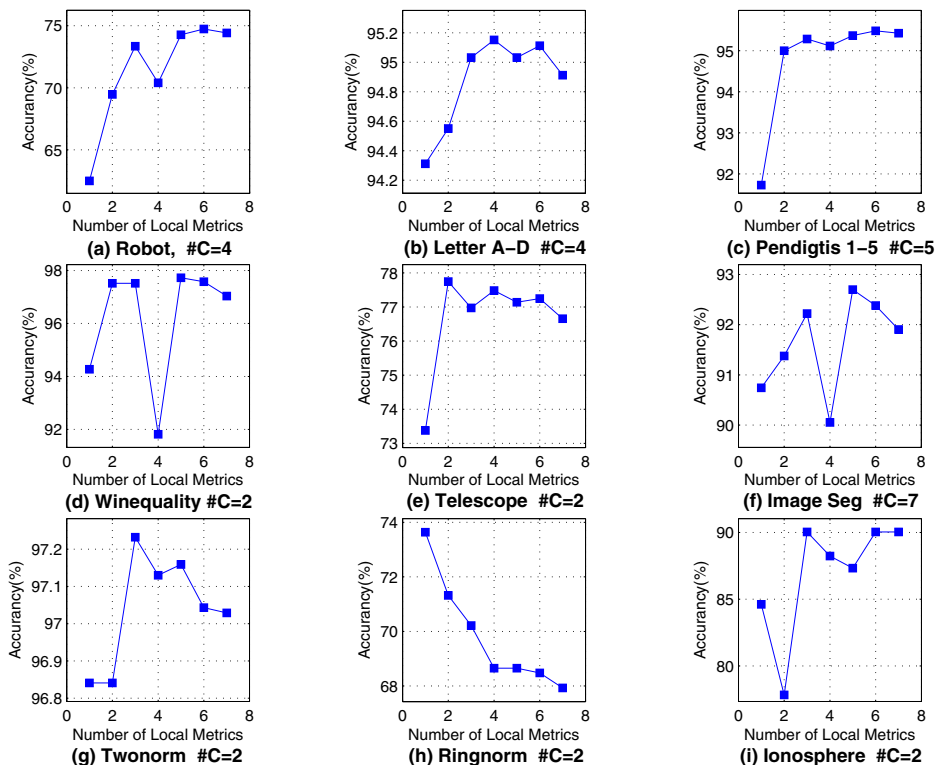 75
70
65
0 2 4 6 8
Accurancy(%)
Number of Local Metrics
(a) Robot, #C=4
95.2
95
94.8
94.6
94.4
94.2
0 2 4 6 8
Accurancy(%)
Number of Local Metrics
(b) Letter A–D #C=4
95
94
93
92
0 2 4 6 8
Accurancy(%)
Number of Local Metrics
(c) Pendigtis 1–5 #C=5
98
96
94
92
0 2 4 6 8
Accurancy(%)
Number of Local Metrics
(d) Winequality #C=2
78
77
76
75
74
73
0 2 4 6 8
Accurancy(%)
Number of Local Metrics
(e) Telescope #C=2
93
92
91
90
0 2 4 6 8
Accurancy(%)
Number of Local Metrics
(f) Image Seg #C=7
97.2
97.1
97
96.9
96.8
0 2 4 6 8
Accurancy(%)
Number of Local Metrics
(g) Twonorm #C=2
74
72
70
68
0 2 4 6 8
Accurancy(%)
Number of Local Metrics
(h) Ringnorm #C=2
90
85
80
0 2 4 6 8
Accurancy(%)
Number of Local Metrics
(i) Ionosphere #C=2